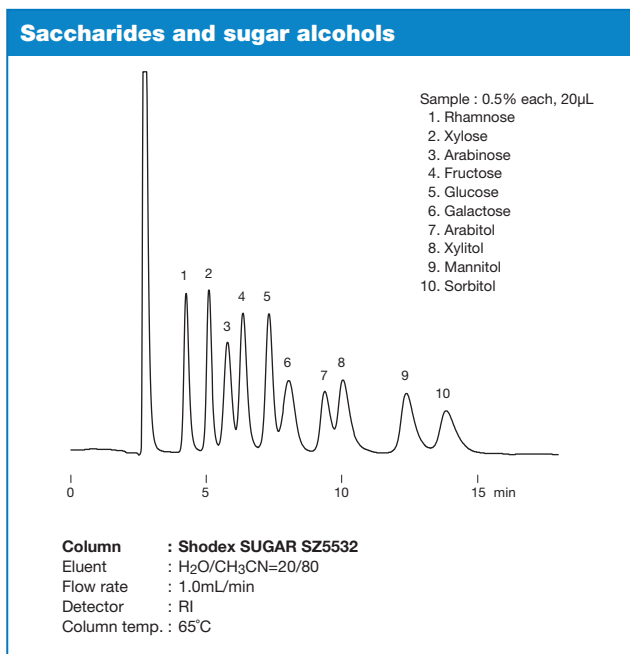 Saccharides and sugar alcohols
Sample : 0.5% each, 20µL
1. Rhamnose
2. Xylose
3. Arabinose
4. Fructose
5. Glucose
6. Galactose
7. Arabitol
8. Xylitol
9. Mannitol
10. Sorbitol
1 2 3 4 5 6 7 8 9 10
0 5 10 15 min
Column : Shodex SUGAR SZ5532
Eluent : H₂O/CH₃CN=20/80
Flow rate : 1.0mL/min
Detector : RI
Column temp. : 65°C